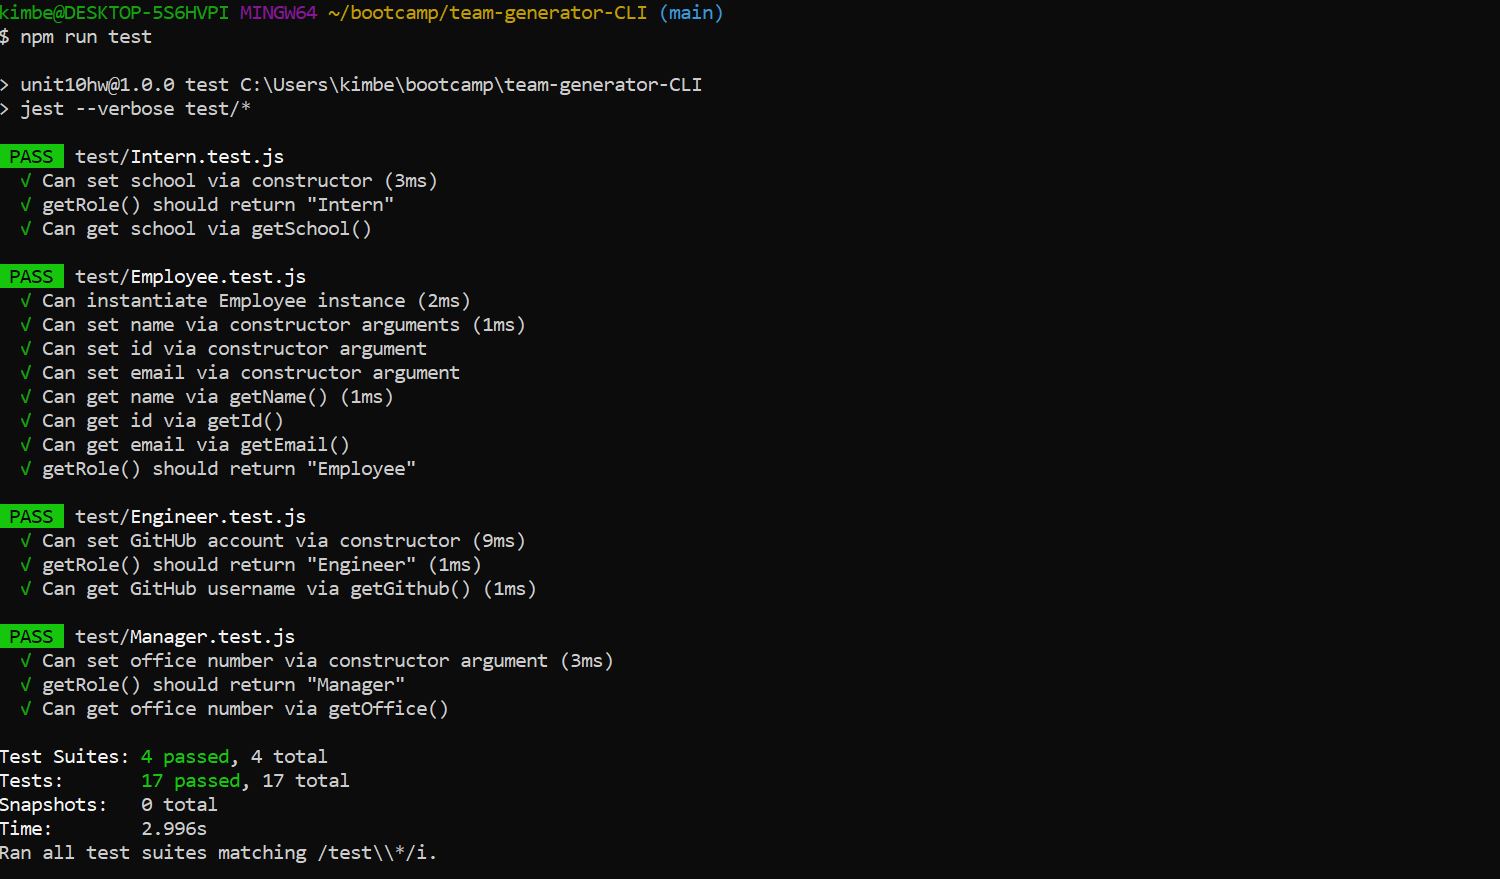 kimbe@DESKTOP-5S6HVPI MINGW64 ~/bootcamp/team-generator-CLI (main)
$ npm run test
> unit10hw@1.0.0 test C:\Users\kimbe\bootcamp\team-generator-CLI
> jest --verbose test/*
PASS test/Intern.test.js
√ Can set school via constructor (3ms)
√ getRole() should return "Intern"
√ Can get school via getSchool()
PASS test/Employee.test.js
√ Can instantiate Employee instance (2ms)
√ Can set name via constructor arguments (1ms)
√ Can set id via constructor argument
√ Can set email via constructor argument
√ Can get name via getName() (1ms)
√ Can get id via getId()
√ Can get email via getEmail()
√ getRole() should return "Employee"
PASS test/Engineer.test.js
√ Can set GitHUb account via constructor (9ms)
√ getRole() should return "Engineer" (1ms)
√ Can get GitHub username via getGithub() (1ms)
PASS test/Manager.test.js
√ Can set office number via constructor argument (3ms)
√ getRole() should return "Manager"
√ Can get office number via getOffice()
Test Suites: 4 passed, 4 total
Tests: 17 passed, 17 total
Snapshots: 0 total
Time: 2.996s
Ran all test suites matching /test\\*/i.